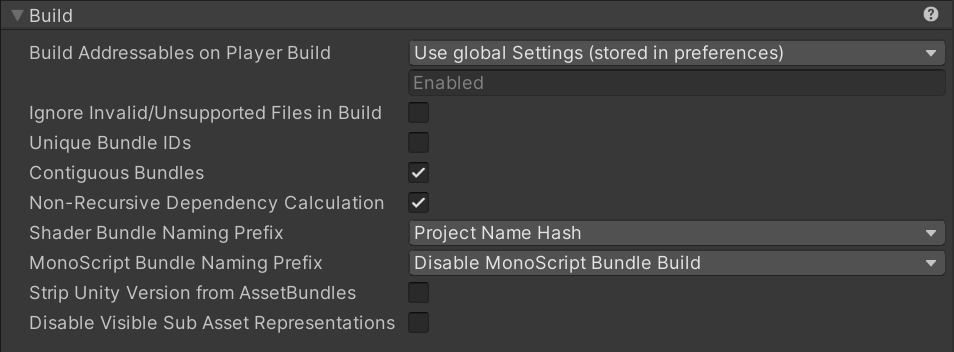 Build
Build Addressables on Player Build Use global Settings (stored in preferences)
Enabled
Ignore Invalid/Unsupported Files in Build
Unique Bundle IDs
Contiguous Bundles
Non-Recursive Dependency Calculation
Shader Bundle Naming Prefix Project Name Hash
MonoScript Bundle Naming Prefix Disable MonoScript Bundle Build
Strip Unity Version from AssetBundles
Disable Visible Sub Asset Representations